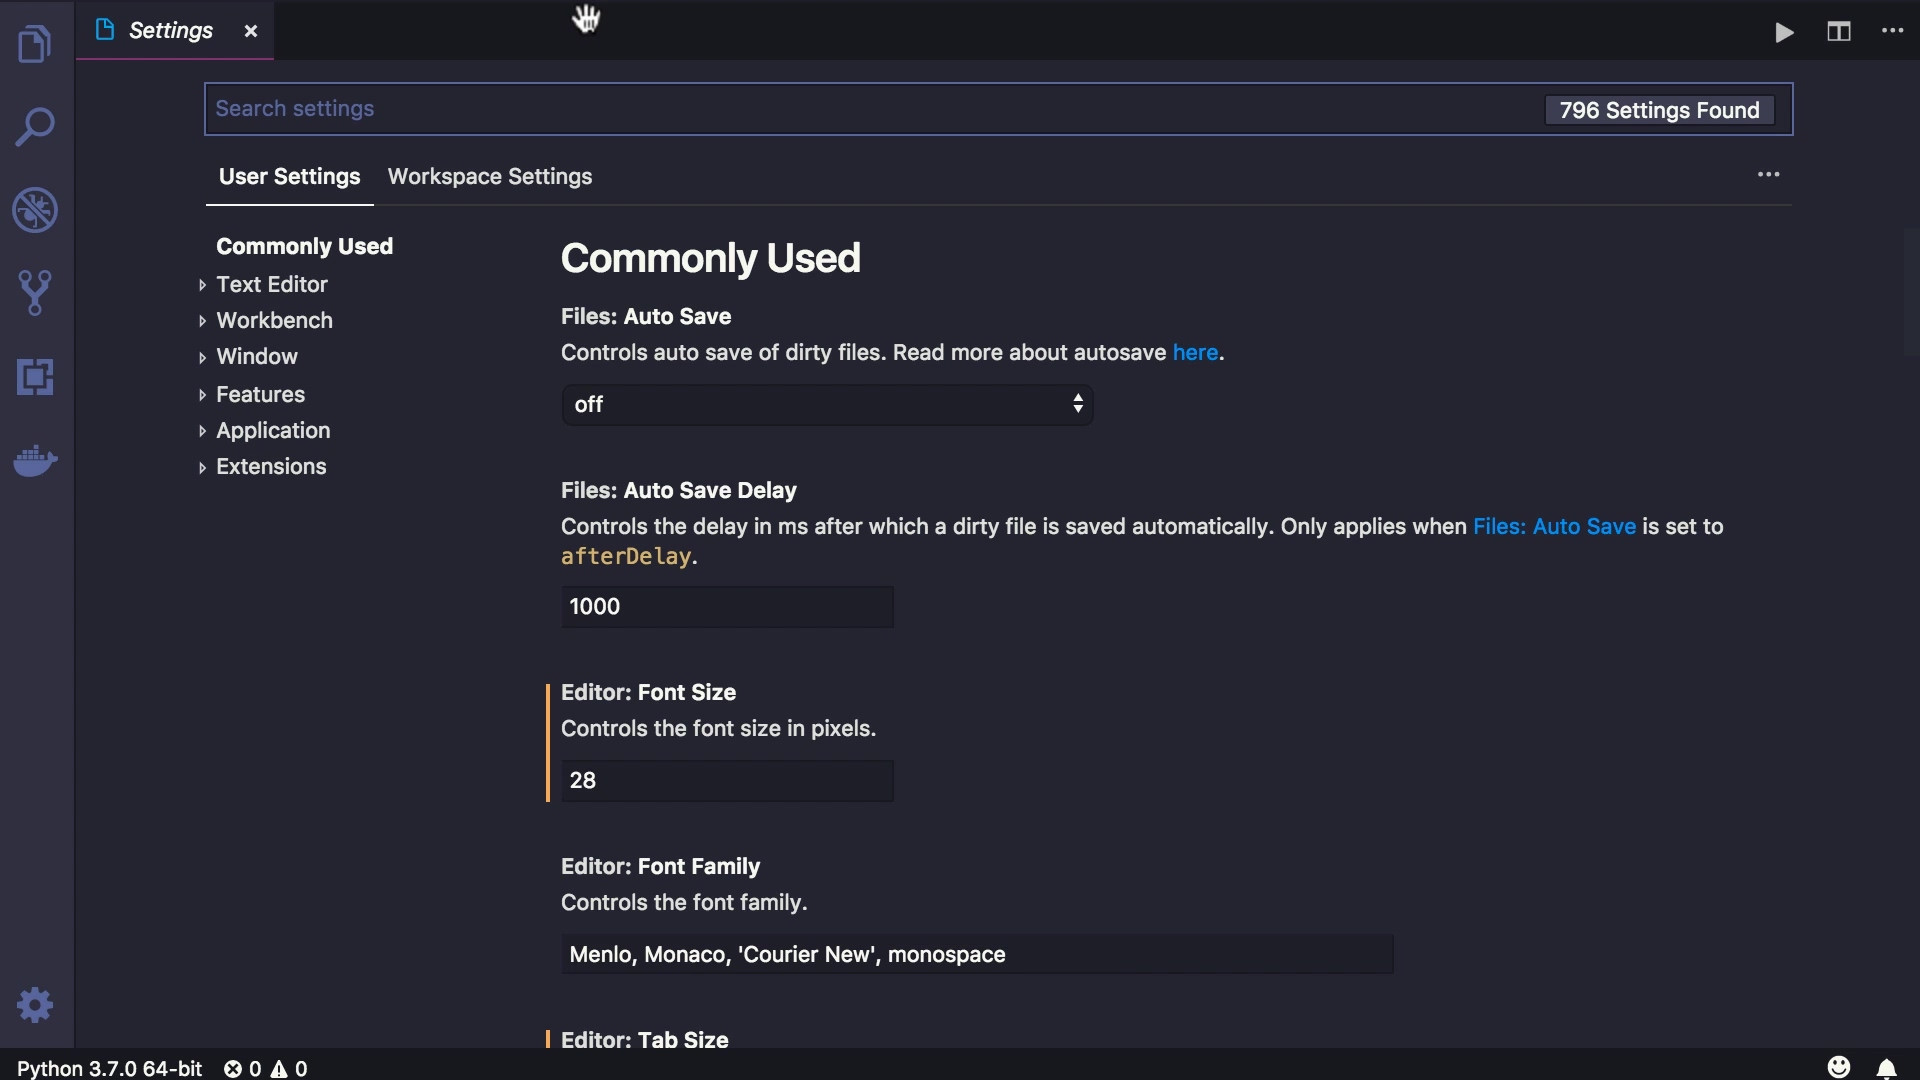 Settings
Search settings
796 Settings Found
User Settings
Workspace Settings
Commonly Used
Text Editor
Workbench
Window
Features
Application
Extensions
Commonly Used
Files: Auto Save
Controls auto save of dirty files. Read more about autosave here.
off
Files: Auto Save Delay
Controls the delay in ms after which a dirty file is saved automatically. Only applies when Files: Auto Save is set to
afterDelay.
1000
Editor: Font Size
Controls the font size in pixels.
28
Editor: Font Family
Controls the font family.
Menlo, Monaco, 'Courier New', monospace
Editor: Tab Size
Python 3.7.0 64-bit 0 0